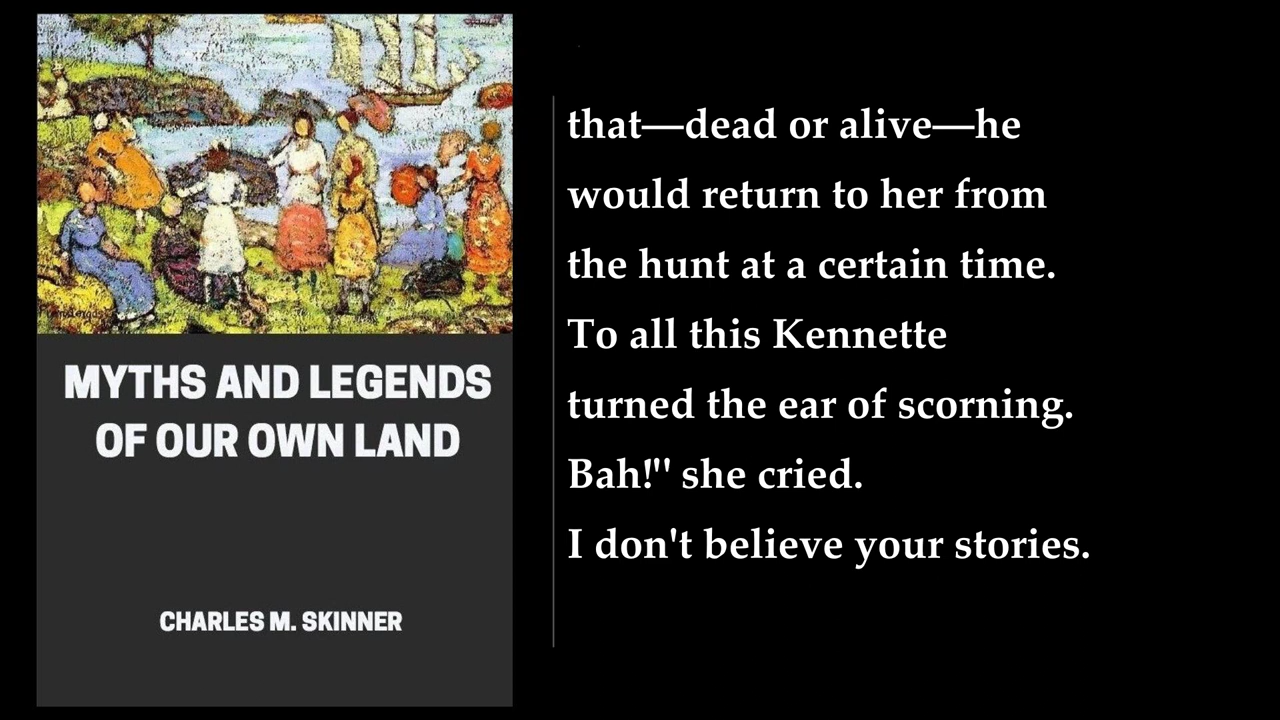 MYTHS AND LEGENDS
OF OUR OWN LAND
CHARLES M. SKINNER
that—dead or alive—he
would return to her from
the hunt at a certain time.
To all this Kennette
turned the ear of scorning.
Bah!" she cried.
I don't believe your stories.